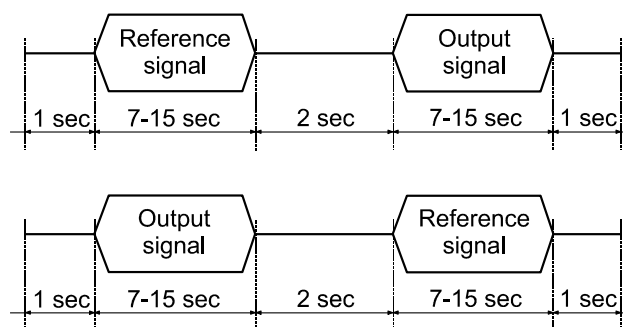 Reference signal Output signal
1 sec 7-15 sec 2 sec 7-15 sec 1 sec
Output signal Reference signal
1 sec 7-15 sec 2 sec 7-15 sec 1 sec